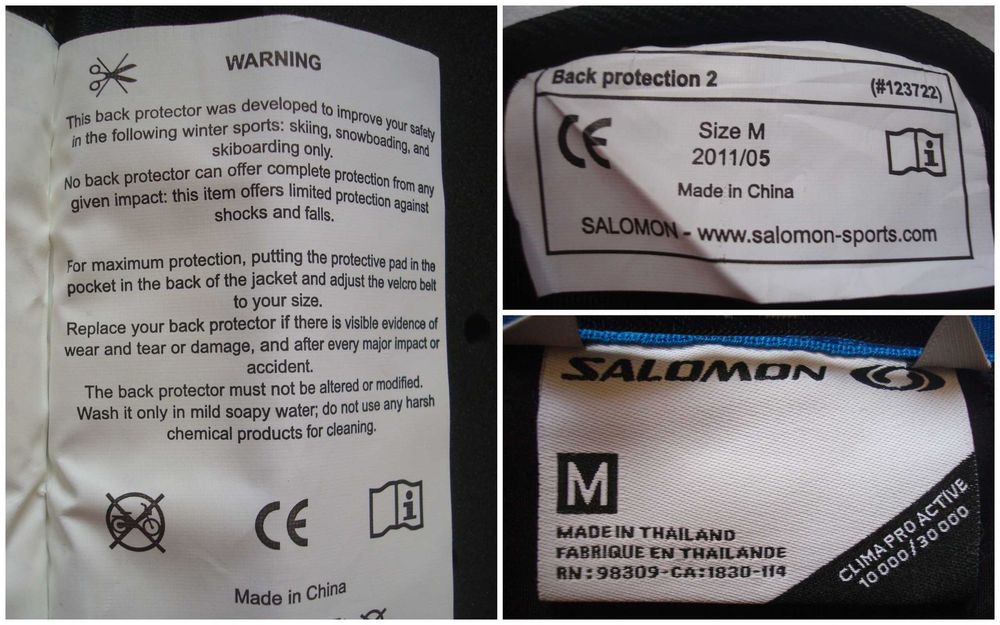 WARNING
This back protector was developed to improve your safety
in the following winter sports: skiing, snowboarding, and
skiboarding only.
No back protector can offer complete protection from any
given impact: this item offers limited protection against
shocks and falls.
For maximum protection, putting the protective pad in the
pocket in the back of the jacket and adjust the velcro belt
to your size.
Replace your back protector if there is visible evidence of
wear and tear or damage, and after every major impact or
accident.
The back protector must not be altered or modified.
Wash it only in mild soapy water; do not use any harsh
chemical products for cleaning.
CE
i
Made in China
Back protection 2
(#123722)
CE
Size M
i
2011/05
Made in China
SALOMON - www.salomon-sports.com
SALOMON
M
MADE IN THAILAND
FABRIQUE EN THAILANDE
RN:98309-CA:1830-114
CLIMA PRO ACTIVE
10 000/30 000